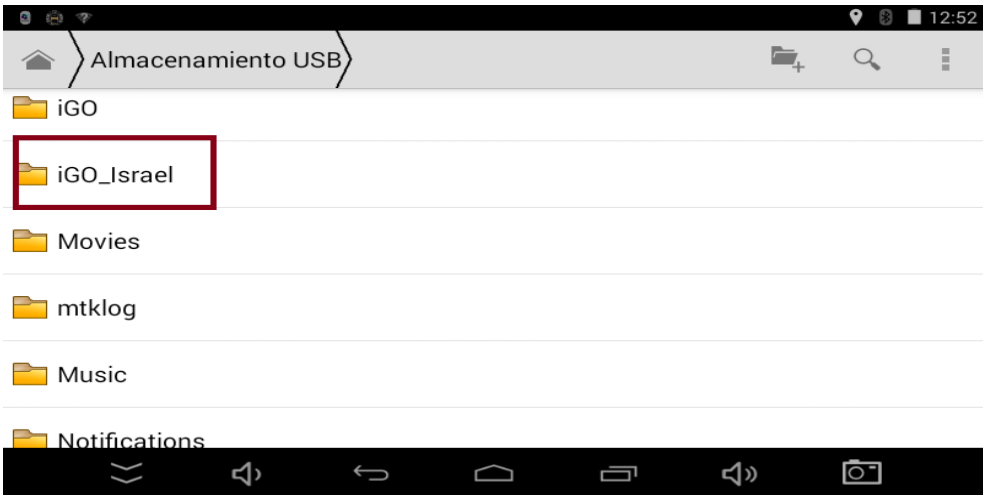 12:52
Almacenamiento USB
iGO
iGO_Israel
Movies
mtklog
Music
Notifications